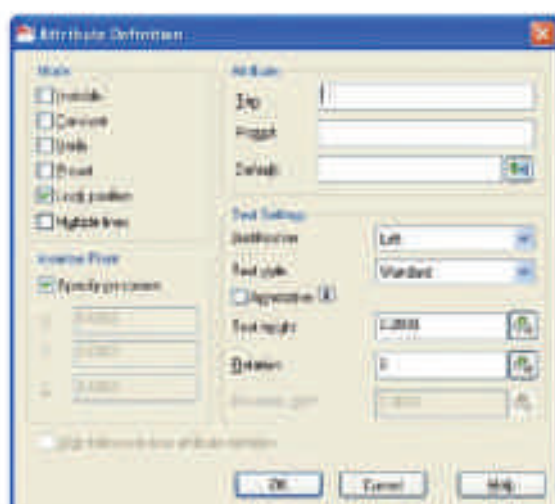 Attribute Definition
Mode
Invisible
Constant
Verify
Preset
Lock position
Multiple lines
Attribute
Tag
Prompt
Default
Insertion Point
Specify on-screen
Text Settings
Justification
Left
Text style
Standard
Annotative
Text height
Rotation
0
OK
Cancel
Help